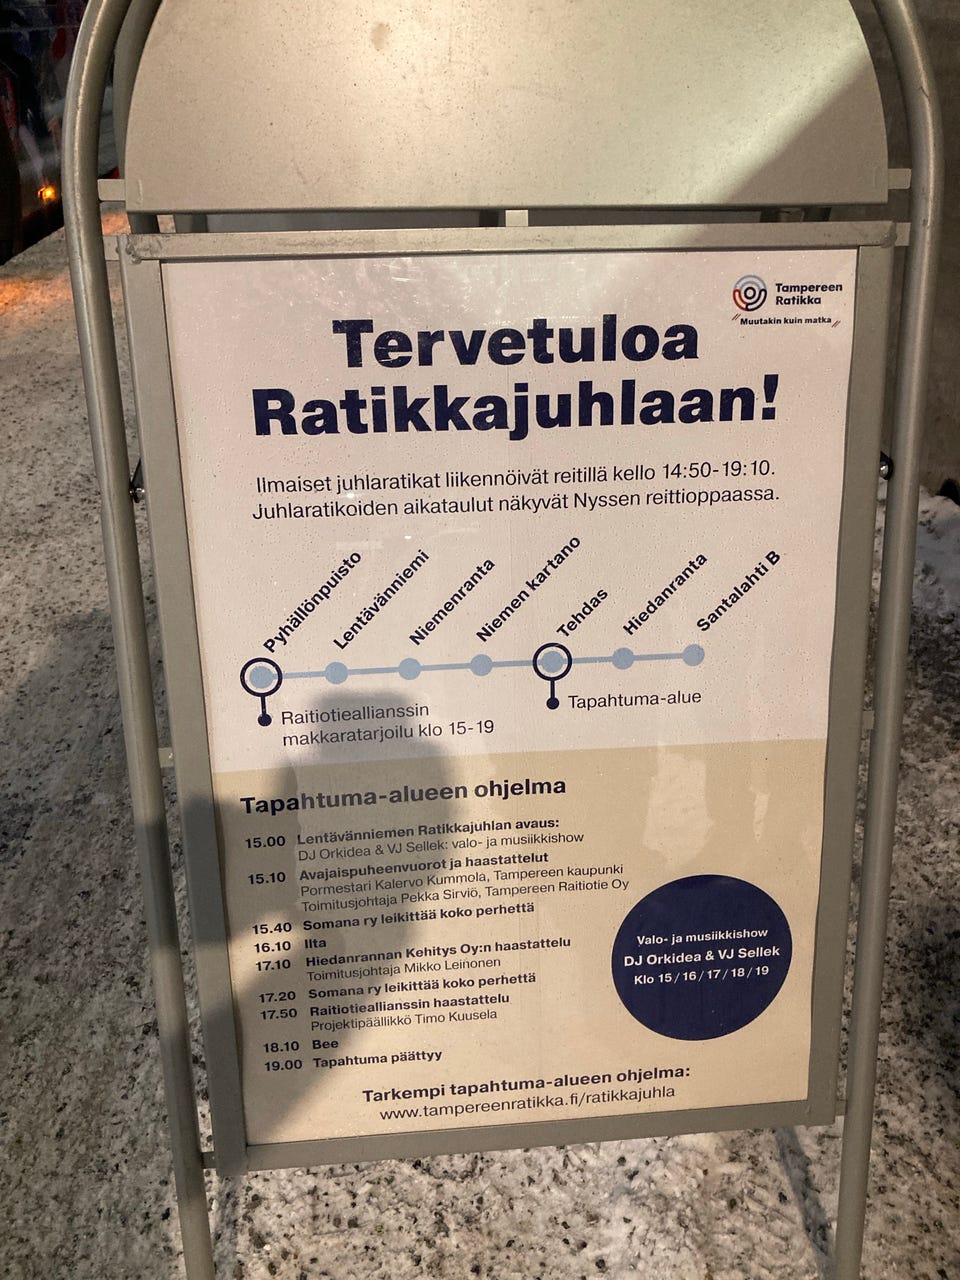 Tampereen
Ratikka
"Muutakin kuin matka"
Tervetuloa
Ratikkajuhlaan!
Ilmaiset juhlaratikat liikennöivät reitillä kello 14:50-19:10.
Juhlaratikoiden aikataulut näkyvät Nyssen reittioppaassa.
Pyhällönpuisto
Lentävänniemi
Niemenranta
Niemen kartano
Tehdas
Hiedanranta
Santalahti B
Raitiotieallianssin
makkaratarjoilu klo 15-19
Tapahtuma-alue
Tapahtuma-alueen ohjelma
15.00 Lentävänniemen Ratikkajuhlan avaus:
DJ Orkidea & VJ Sellek: valo- ja musiikkishow
15.10 Avajaispuheenvuorot ja haastattelut
Pormestari Kalervo Kummola, Tampereen kaupunki
Toimitusjohtaja Pekka Sirviö, Tampereen Raitiotie Oy
15.40 Somana ry leikittää koko perhettä
16.10 Ilta
17.10 Hiedanrannan Kehitys Oy:n haastattelu
Toimitusjohtaja Mikko Leinonen
17.20 Somana ry leikittää koko perhettä
17.50 Raitiotieallianssin haastattelu
Projektipäällikkö Timo Kuusela
18.10 Bee
19.00 Tapahtuma päättyy
Valo- ja musiikkishow
DJ Orkidea & VJ Sellek
Klo 15 / 16 / 17 / 18 / 19
Tarkempi tapahtuma-alueen ohjelma:
www.tampereenratikka.fi/ratikkajuhla